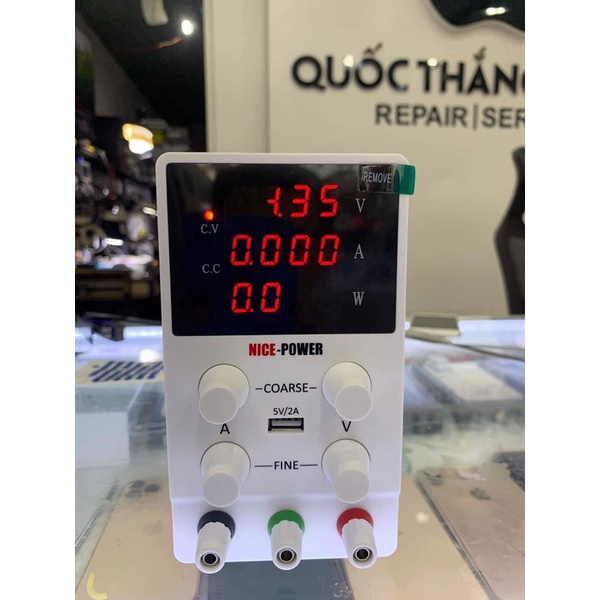 QUỐC THẮNG
REPAIR|SER
REMOVE
1.35 V
C.V
0.000 A
C.C
0.0 W
NICE-POWER
COARSE
5V/2A
A V
FINE